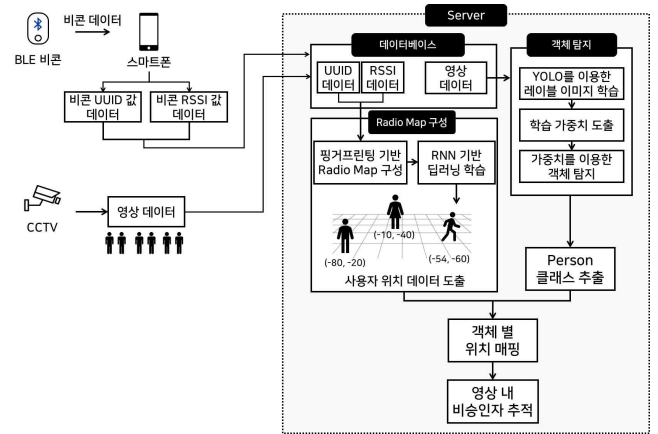 Server
비콘 데이터
BLE 비콘
스마트폰
비콘 UUID 값
데이터
비콘 RSSI 값
데이터
CCTV
영상 데이터
데이터베이스
UUID
데이터
RSSI
데이터
영상
데이터
객체 탐지
YOLO를 이용한
레이블 이미지 학습
학습 가중치 도출
가중치를 이용한
객체 탐지
Radio Map 구성
핑거프린팅 기반
Radio Map 구성
RNN 기반
딥러닝 학습
(-80, -20)
(-10, -40)
(-54, -60)
사용자 위치 데이터 도출
Person
클래스 추출
객체 별
위치 매핑
영상 내
비승인자 추적